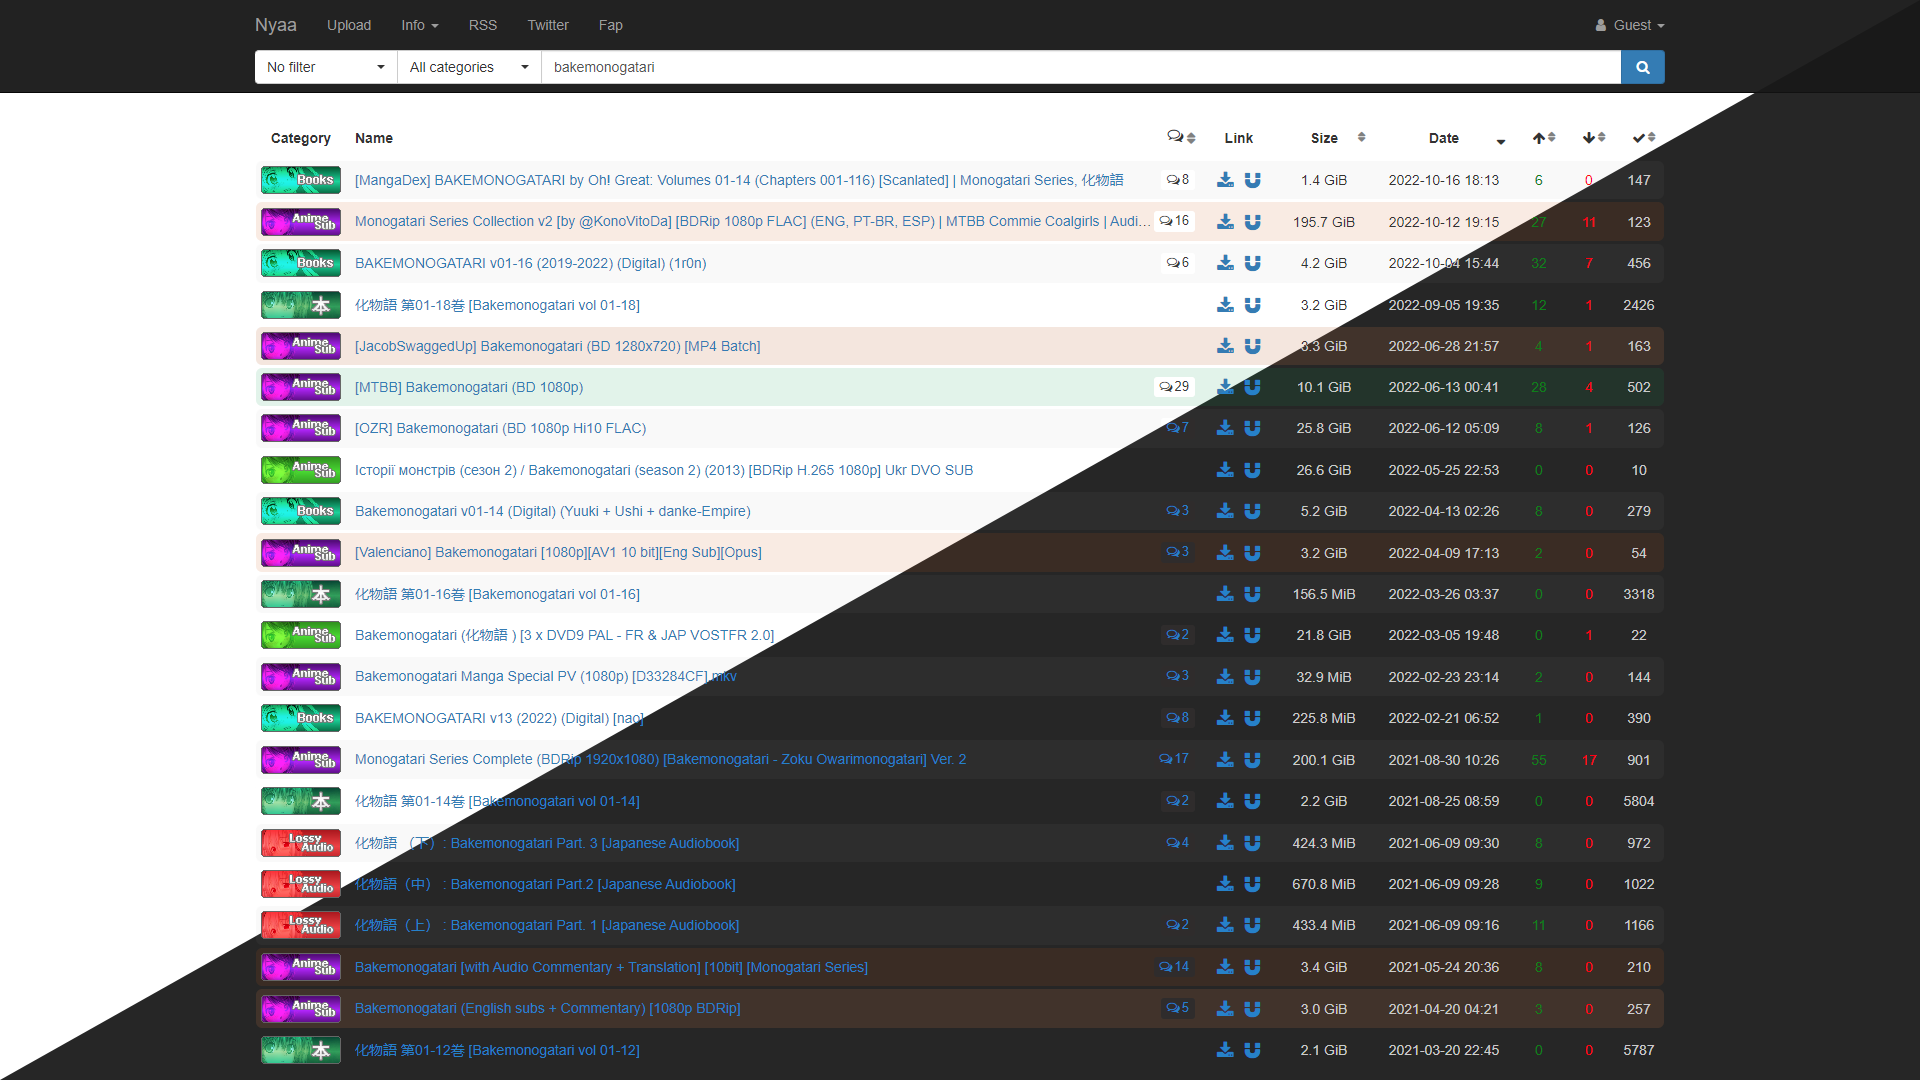 Nyaa Upload Info RSS Twitter Fap Guest
No filter All categories bakemonogatari
Category Name Link Size Date
Books [MangaDex] BAKEMONOGATARI by Oh! Great: Volumes 01-14 (Chapters 001-116) [Scanlated] | Monogatari Series, 化物語 8 1.4 GiB 2022-10-16 18:13 6 0 147
Anime Sub Monogatari Series Collection v2 [by @KonoVitoDa] [BDRip 1080p FLAC] (ENG, PT-BR, ESP) | MTBB Commie Coalgirls | Audi... 16 195.7 GiB 2022-10-12 19:15 27 11 123
Books BAKEMONOGATARI v01-16 (2019-2022) (Digital) (1r0n) 6 4.2 GiB 2022-10-04 15:44 32 7 456
本 化物語 第01-18巻 [Bakemonogatari vol 01-18] 3.2 GiB 2022-09-05 19:35 12 1 2426
Anime Sub [JacobSwaggedUp] Bakemonogatari (BD 1280x720) [MP4 Batch] 3.3 GiB 2022-06-28 21:57 4 1 163
Anime Sub [MTBB] Bakemonogatari (BD 1080p) 29 10.1 GiB 2022-06-13 00:41 28 4 502
Anime Sub [OZR] Bakemonogatari (BD 1080p Hi10 FLAC) 7 25.8 GiB 2022-06-12 05:09 8 1 126
Anime Sub Історії монстрів (сезон 2) / Bakemonogatari (season 2) (2013) [BDRip H.265 1080p] Ukr DVO SUB 26.6 GiB 2022-05-25 22:53 0 0 10
Books Bakemonogatari v01-14 (Digital) (Yuuki + Ushi + danke-Empire) 3 5.2 GiB 2022-04-13 02:26 8 0 279
Anime Sub [Valenciano] Bakemonogatari [1080p][AV1 10 bit][Eng Sub][Opus] 3 3.2 GiB 2022-04-09 17:13 2 0 54
本 化物語 第01-16巻 [Bakemonogatari vol 01-16] 156.5 MiB 2022-03-26 03:37 0 0 3318
Anime Sub Bakemonogatari (化物語 ) [3 x DVD9 PAL - FR & JAP VOSTFR 2.0] 2 21.8 GiB 2022-03-05 19:48 0 1 22
Anime Sub Bakemonogatari Manga Special PV (1080p) [D33284CF].mkv 3 32.9 MiB 2022-02-23 23:14 2 0 144
Books BAKEMONOGATARI v13 (2022) (Digital) [nao] 8 225.8 MiB 2022-02-21 06:52 1 0 390
Anime Sub Monogatari Series Complete (BDRip 1920x1080) [Bakemonogatari - Zoku Owarimonogatari] Ver. 2 17 200.1 GiB 2021-08-30 10:26 55 17 901
本 化物語 第01-14巻 [Bakemonogatari vol 01-14] 2 2.2 GiB 2021-08-25 08:59 0 0 5804
Lossy Audio 化物語 （下）: Bakemonogatari Part. 3 [Japanese Audiobook] 4 424.3 MiB 2021-06-09 09:30 8 0 972
Lossy Audio 化物語（中） : Bakemonogatari Part.2 [Japanese Audiobook] 670.8 MiB 2021-06-09 09:28 9 0 1022
Lossy Audio 化物語（上） : Bakemonogatari Part. 1 [Japanese Audiobook] 2 433.4 MiB 2021-06-09 09:16 11 0 1166
Anime Sub Bakemonogatari [with Audio Commentary + Translation] [10bit] [Monogatari Series] 14 3.4 GiB 2021-05-24 20:36 8 0 210
Anime Sub Bakemonogatari (English subs + Commentary) [1080p BDRip] 5 3.0 GiB 2021-04-20 04:21 3 0 257
本 化物語 第01-12巻 [Bakemonogatari vol 01-12] 2.1 GiB 2021-03-20 22:45 0 0 5787